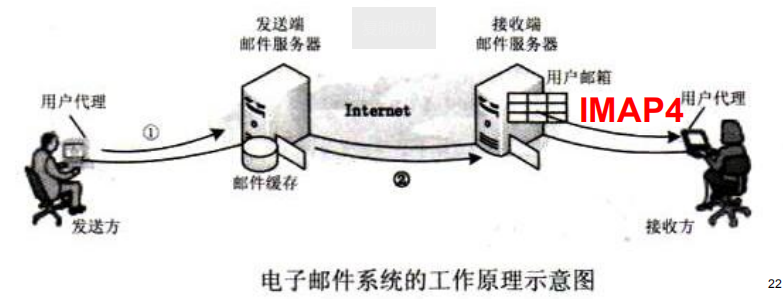 发送端
邮件服务器
接收端
邮件服务器
用户邮箱
用户代理
Internet
IMAP4
用户代理
①
邮件缓存
②
发送方
接收方
电子邮件系统的工作原理示意图
22